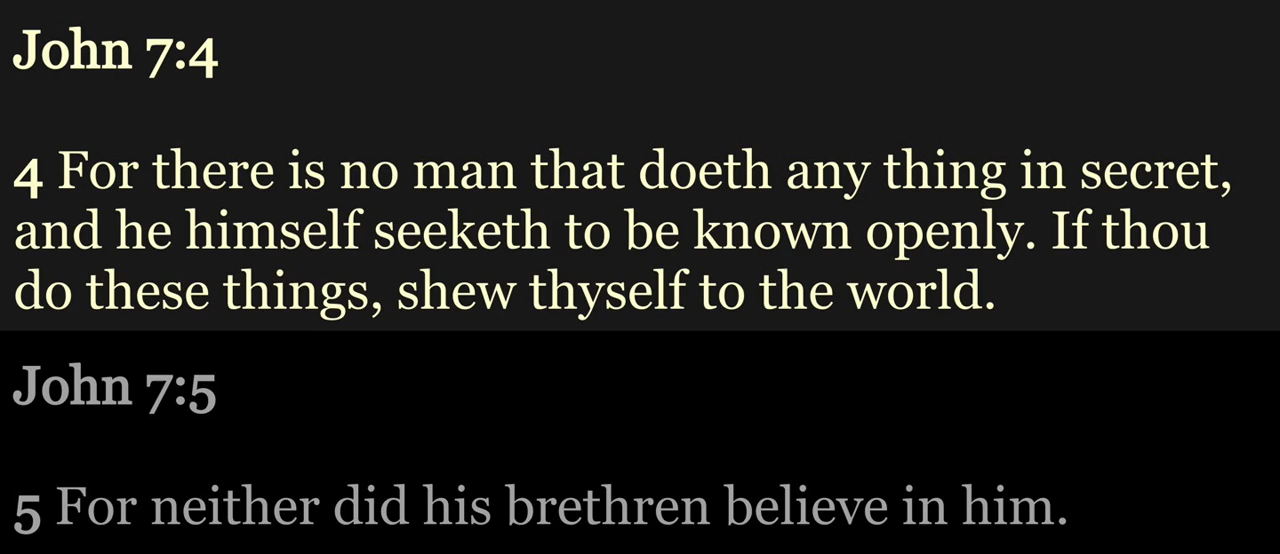 John 7:4
4 For there is no man that doeth any thing in secret,
and he himself seeketh to be known openly. If thou
do these things, shew thyself to the world.
John 7:5
5 For neither did his brethren believe in him.